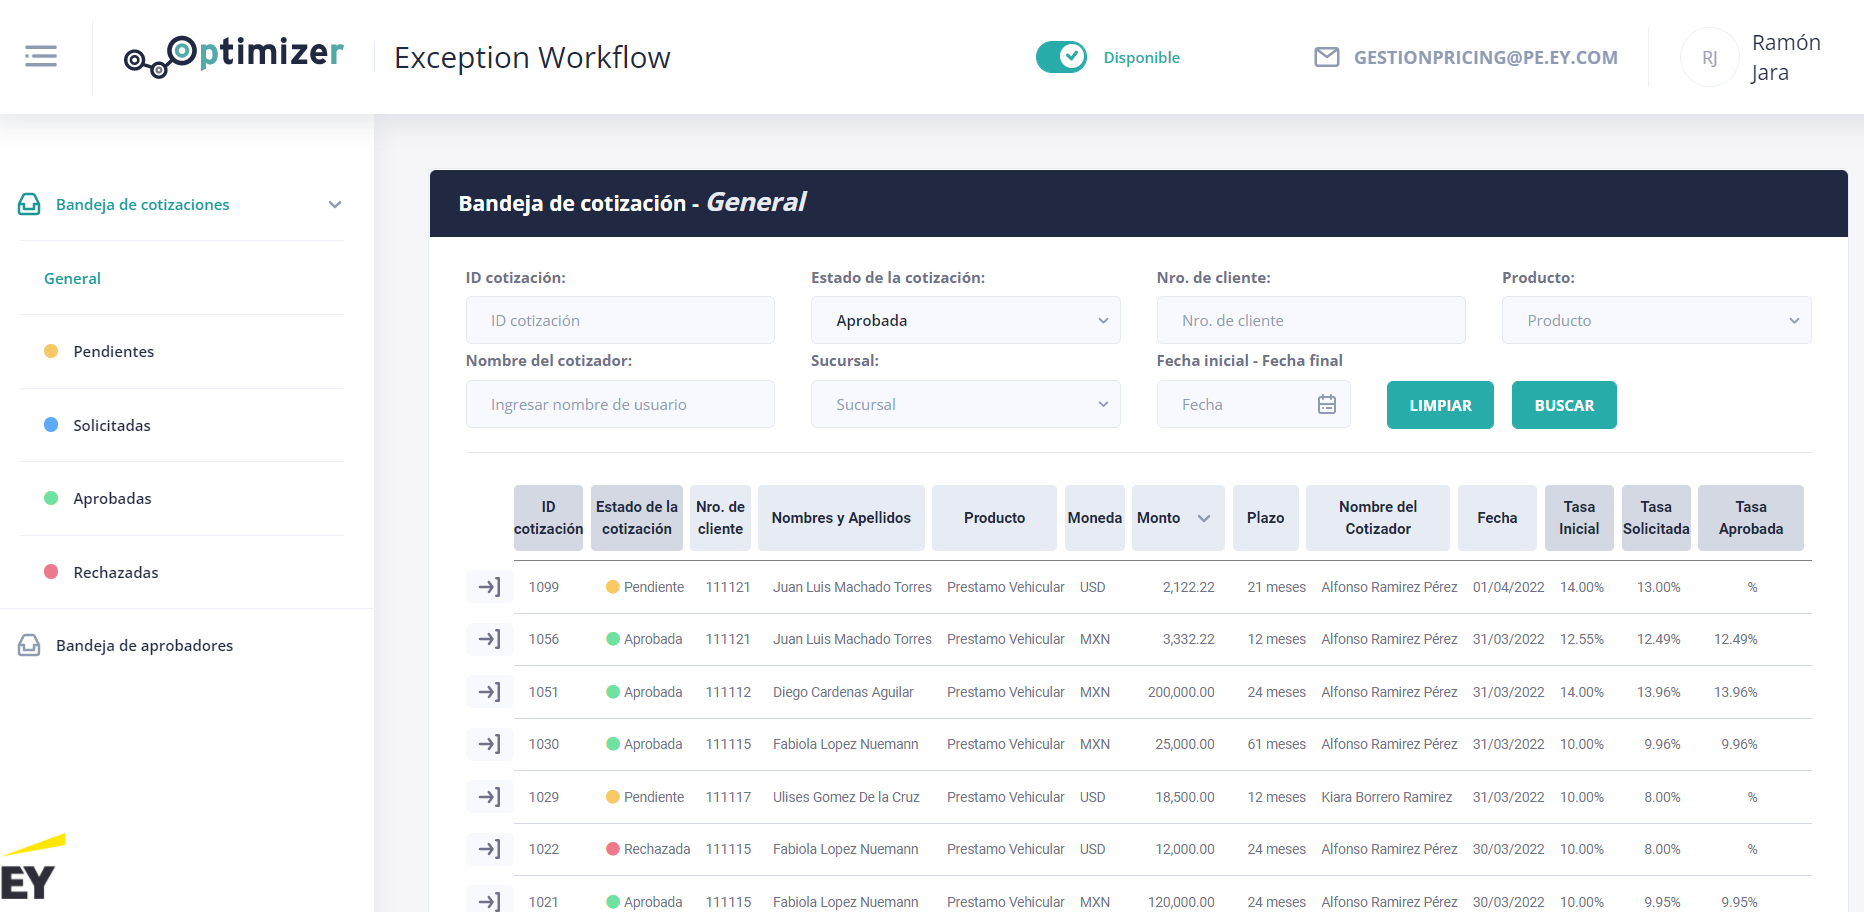 Optimizer
Exception Workflow
Disponible
GESTIONPRICING@PE.EY.COM
RJ
Ramón
Jara
Bandeja de cotizaciones
General
Pendientes
Solicitadas
Aprobadas
Rechazadas
Bandeja de aprobadores
EY
Bandeja de cotización - General
ID cotización: Estado de la cotización: Nro. de cliente: Producto:
ID cotización Aprobada Nro. de cliente Producto
Nombre del cotizador: Sucursal: Fecha inicial - Fecha final
Ingresar nombre de usuario Sucursal Fecha LIMPIAR BUSCAR
ID cotización Estado de la cotización Nro. de cliente Nombres y Apellidos Producto Moneda Monto Plazo Nombre del Cotizador Fecha Tasa Inicial Tasa Solicitada Tasa Aprobada
1099 Pendiente 111121 Juan Luis Machado Torres Prestamo Vehicular USD 2,122.22 21 meses Alfonso Ramirez Pérez 01/04/2022 14.00% 13.00% %
1056 Aprobada 111121 Juan Luis Machado Torres Prestamo Vehicular MXN 3,332.22 12 meses Alfonso Ramirez Pérez 31/03/2022 12.55% 12.49% 12.49%
1051 Aprobada 111112 Diego Cardenas Aguilar Prestamo Vehicular MXN 200,000.00 24 meses Alfonso Ramirez Pérez 31/03/2022 14.00% 13.96% 13.96%
1030 Aprobada 111115 Fabiola Lopez Nuemann Prestamo Vehicular MXN 25,000.00 61 meses Alfonso Ramirez Pérez 31/03/2022 10.00% 9.96% 9.96%
1029 Pendiente 111117 Ulises Gomez De la Cruz Prestamo Vehicular USD 18,500.00 12 meses Kiara Borrero Ramirez 31/03/2022 10.00% 8.00% %
1022 Rechazada 111115 Fabiola Lopez Nuemann Prestamo Vehicular USD 12,000.00 24 meses Alfonso Ramirez Pérez 30/03/2022 10.00% 8.00% %
1021 Aprobada 111115 Fabiola Lopez Nuemann Prestamo Vehicular MXN 120,000.00 24 meses Alfonso Ramirez Pérez 30/03/2022 10.00% 9.95% 9.95%